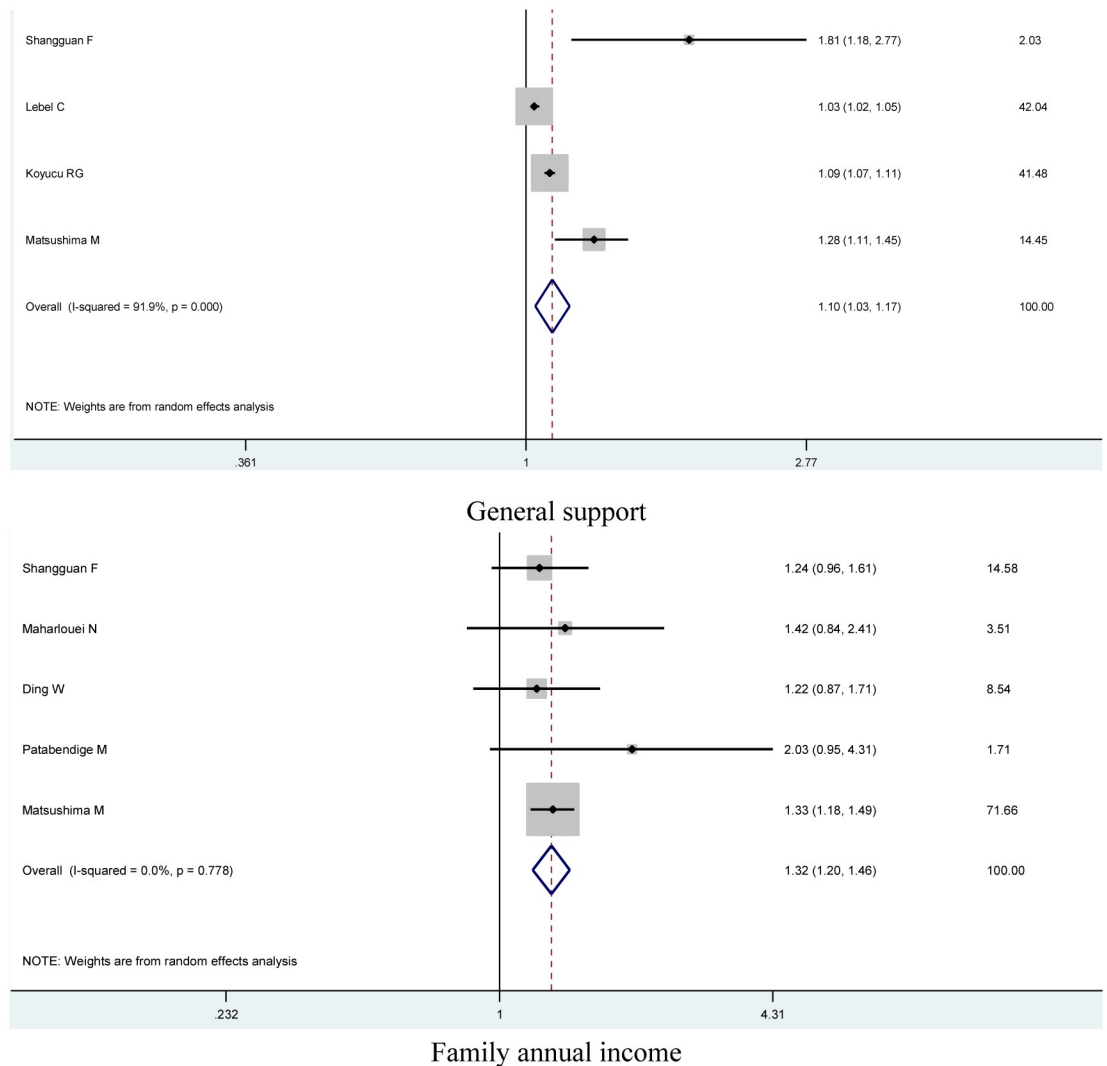 Shangguan F 1.81 (1.18, 2.77) 2.03
Lebel C 1.03 (1.02, 1.05) 42.04
Koyucu RG 1.09 (1.07, 1.11) 41.48
Matsushima M 1.28 (1.11, 1.45) 14.45
Overall (I-squared = 91.9%, p = 0.000) 1.10 (1.03, 1.17) 100.00
NOTE: Weights are from random effects analysis
.361 1 2.77
General support
Shangguan F 1.24 (0.96, 1.61) 14.58
Maharlouei N 1.42 (0.84, 2.41) 3.51
Ding W 1.22 (0.87, 1.71) 8.54
Patabendige M 2.03 (0.95, 4.31) 1.71
Matsushima M 1.33 (1.18, 1.49) 71.66
Overall (I-squared = 0.0%, p = 0.778) 1.32 (1.20, 1.46) 100.00
NOTE: Weights are from random effects analysis
.232 1 4.31
Family annual income